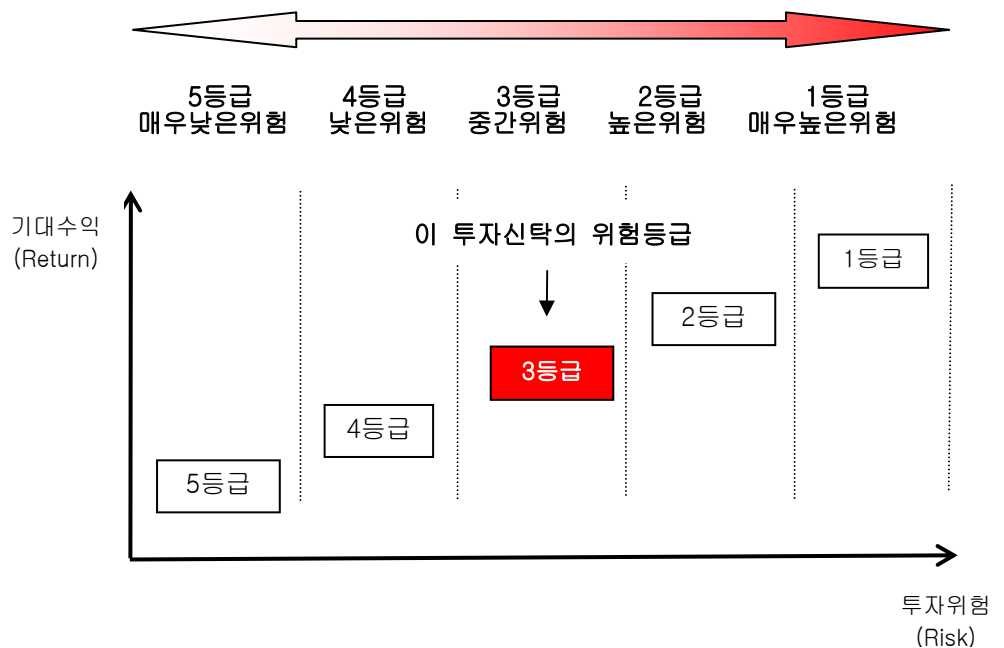 5등급 4등급 3등급 2등급 1등급
매우낮은위험 낮은위험 중간위험 높은위험 매우높은위험
기대수익
(Return)
이 투자신탁의 위험등급
1등급
2등급
3등급
4등급
5등급
투자위험
(Risk)